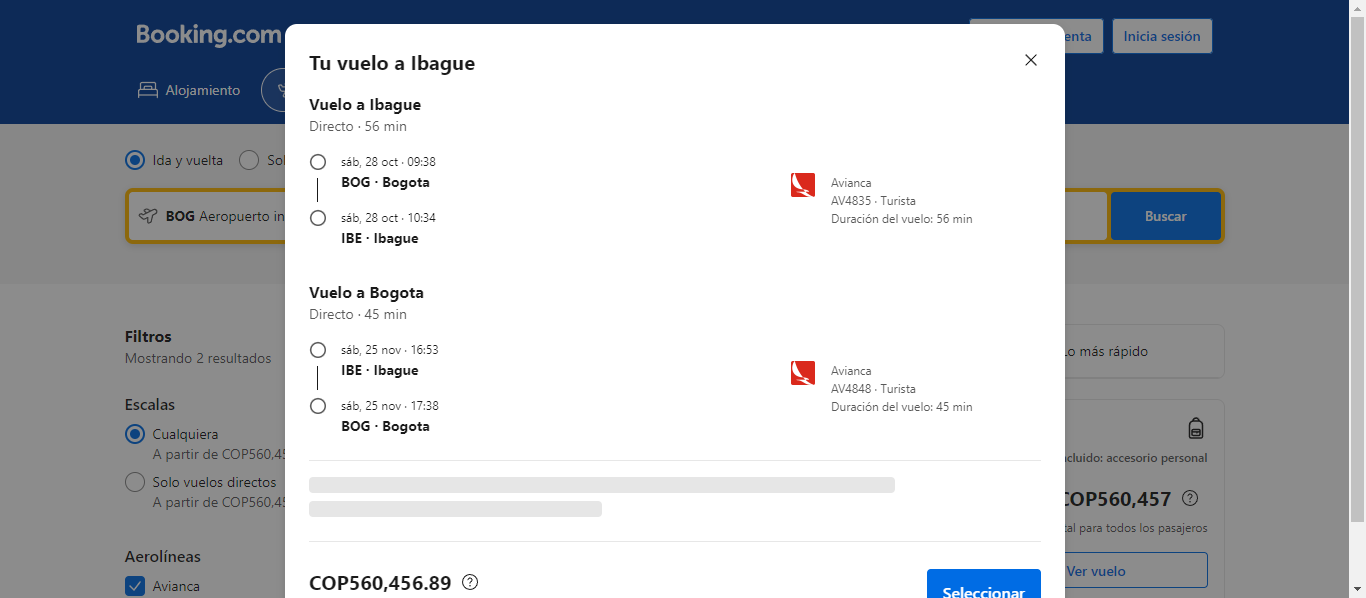 Booking.com
Inicia sesión
Alojamiento
Tu vuelo a Ibague
Vuelo a Ibague
Directo · 56 min
sáb, 28 oct · 09:38
BOG · Bogota
sáb, 28 oct · 10:34
IBE · Ibague
Avianca
AV4835 · Turista
Duración del vuelo: 56 min
Vuelo a Bogota
Directo · 45 min
sáb, 25 nov · 16:53
IBE · Ibague
sáb, 25 nov · 17:38
BOG · Bogota
Avianca
AV4848 · Turista
Duración del vuelo: 45 min
COP560,456.89
Seleccionar
Ida y vuelta
BOG Aeropuerto
Buscar
Filtros
Mostrando 2 resultados
Escalas
Cualquiera
A partir de COP560,45
Solo vuelos directos
A partir de COP560,45
Aerolíneas
Avianca
Lo más rápido
accesorio personal
COP560,457
para todos los pasajeros
Ver vuelo